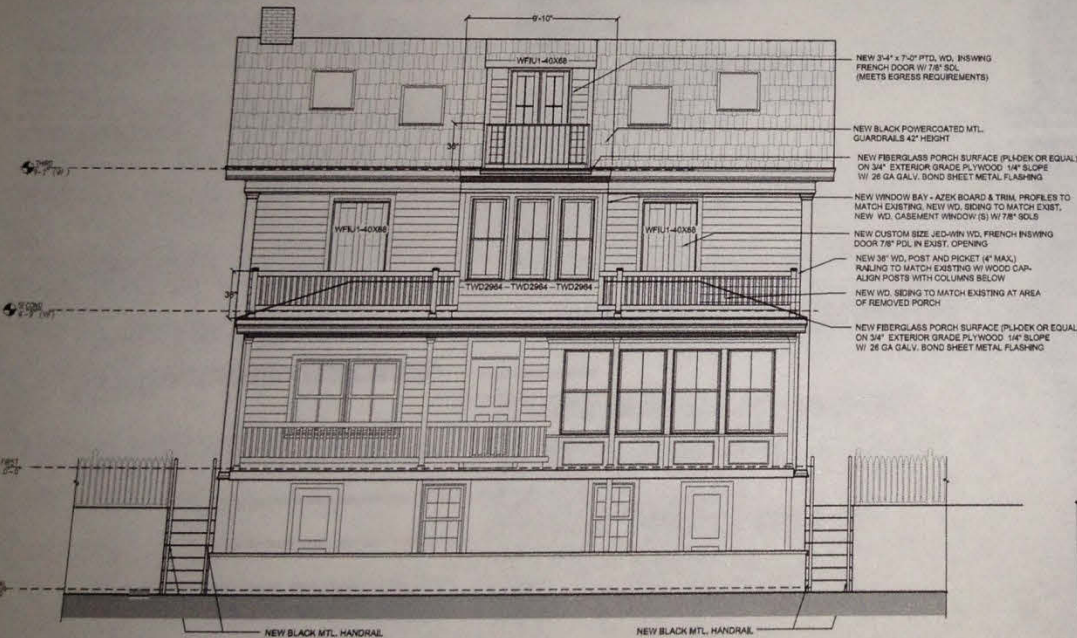 9'-10"
WFIU1-40X68
NEW 3'-4" x 7'-0" PTD. WD. INSWING
FRENCH DOOR W/ 7/8" SDL
(MEETS EGRESS REQUIREMENTS)
NEW BLACK POWERCOATED MTL.
GUARDRAILS 42" HEIGHT
36"
THIRD
NEW FIBERGLASS PORCH SURFACE (PLI-DEK OR EQUAL)
ON 3/4" EXTERIOR GRADE PLYWOOD 1/4" SLOPE
W/ 26 GA GALV. BOND SHEET METAL FLASHING
NEW WINDOW BAY - AZEK BOARD & TRIM, PROFILES TO
MATCH EXISTING, NEW WD. SIDING TO MATCH EXIST,
NEW WD. CASEMENT WINDOW (S) W/ 7/8" SDLS
WFIU1-40X68
WFIU1-40X68
NEW CUSTOM SIZE JED-WIN WD. FRENCH INSWING
DOOR 7/8" PDL IN EXIST. OPENING
NEW 36" WD. POST AND PICKET (4" MAX.)
RAILING TO MATCH EXISTING W/ WOOD CAP-
ALIGN POSTS WITH COLUMNS BELOW
36"
TWD2964 - TWD2964 - TWD2964
NEW WD. SIDING TO MATCH EXISTING AT AREA
OF REMOVED PORCH
SECOND
NEW FIBERGLASS PORCH SURFACE (PLI-DEK OR EQUAL
ON 3/4" EXTERIOR GRADE PLYWOOD 1/4" SLOPE
W/ 26 GA GALV. BOND SHEET METAL FLASHING
FIRST
NEW BLACK MTL. HANDRAIL
NEW BLACK MTL. HANDRAIL